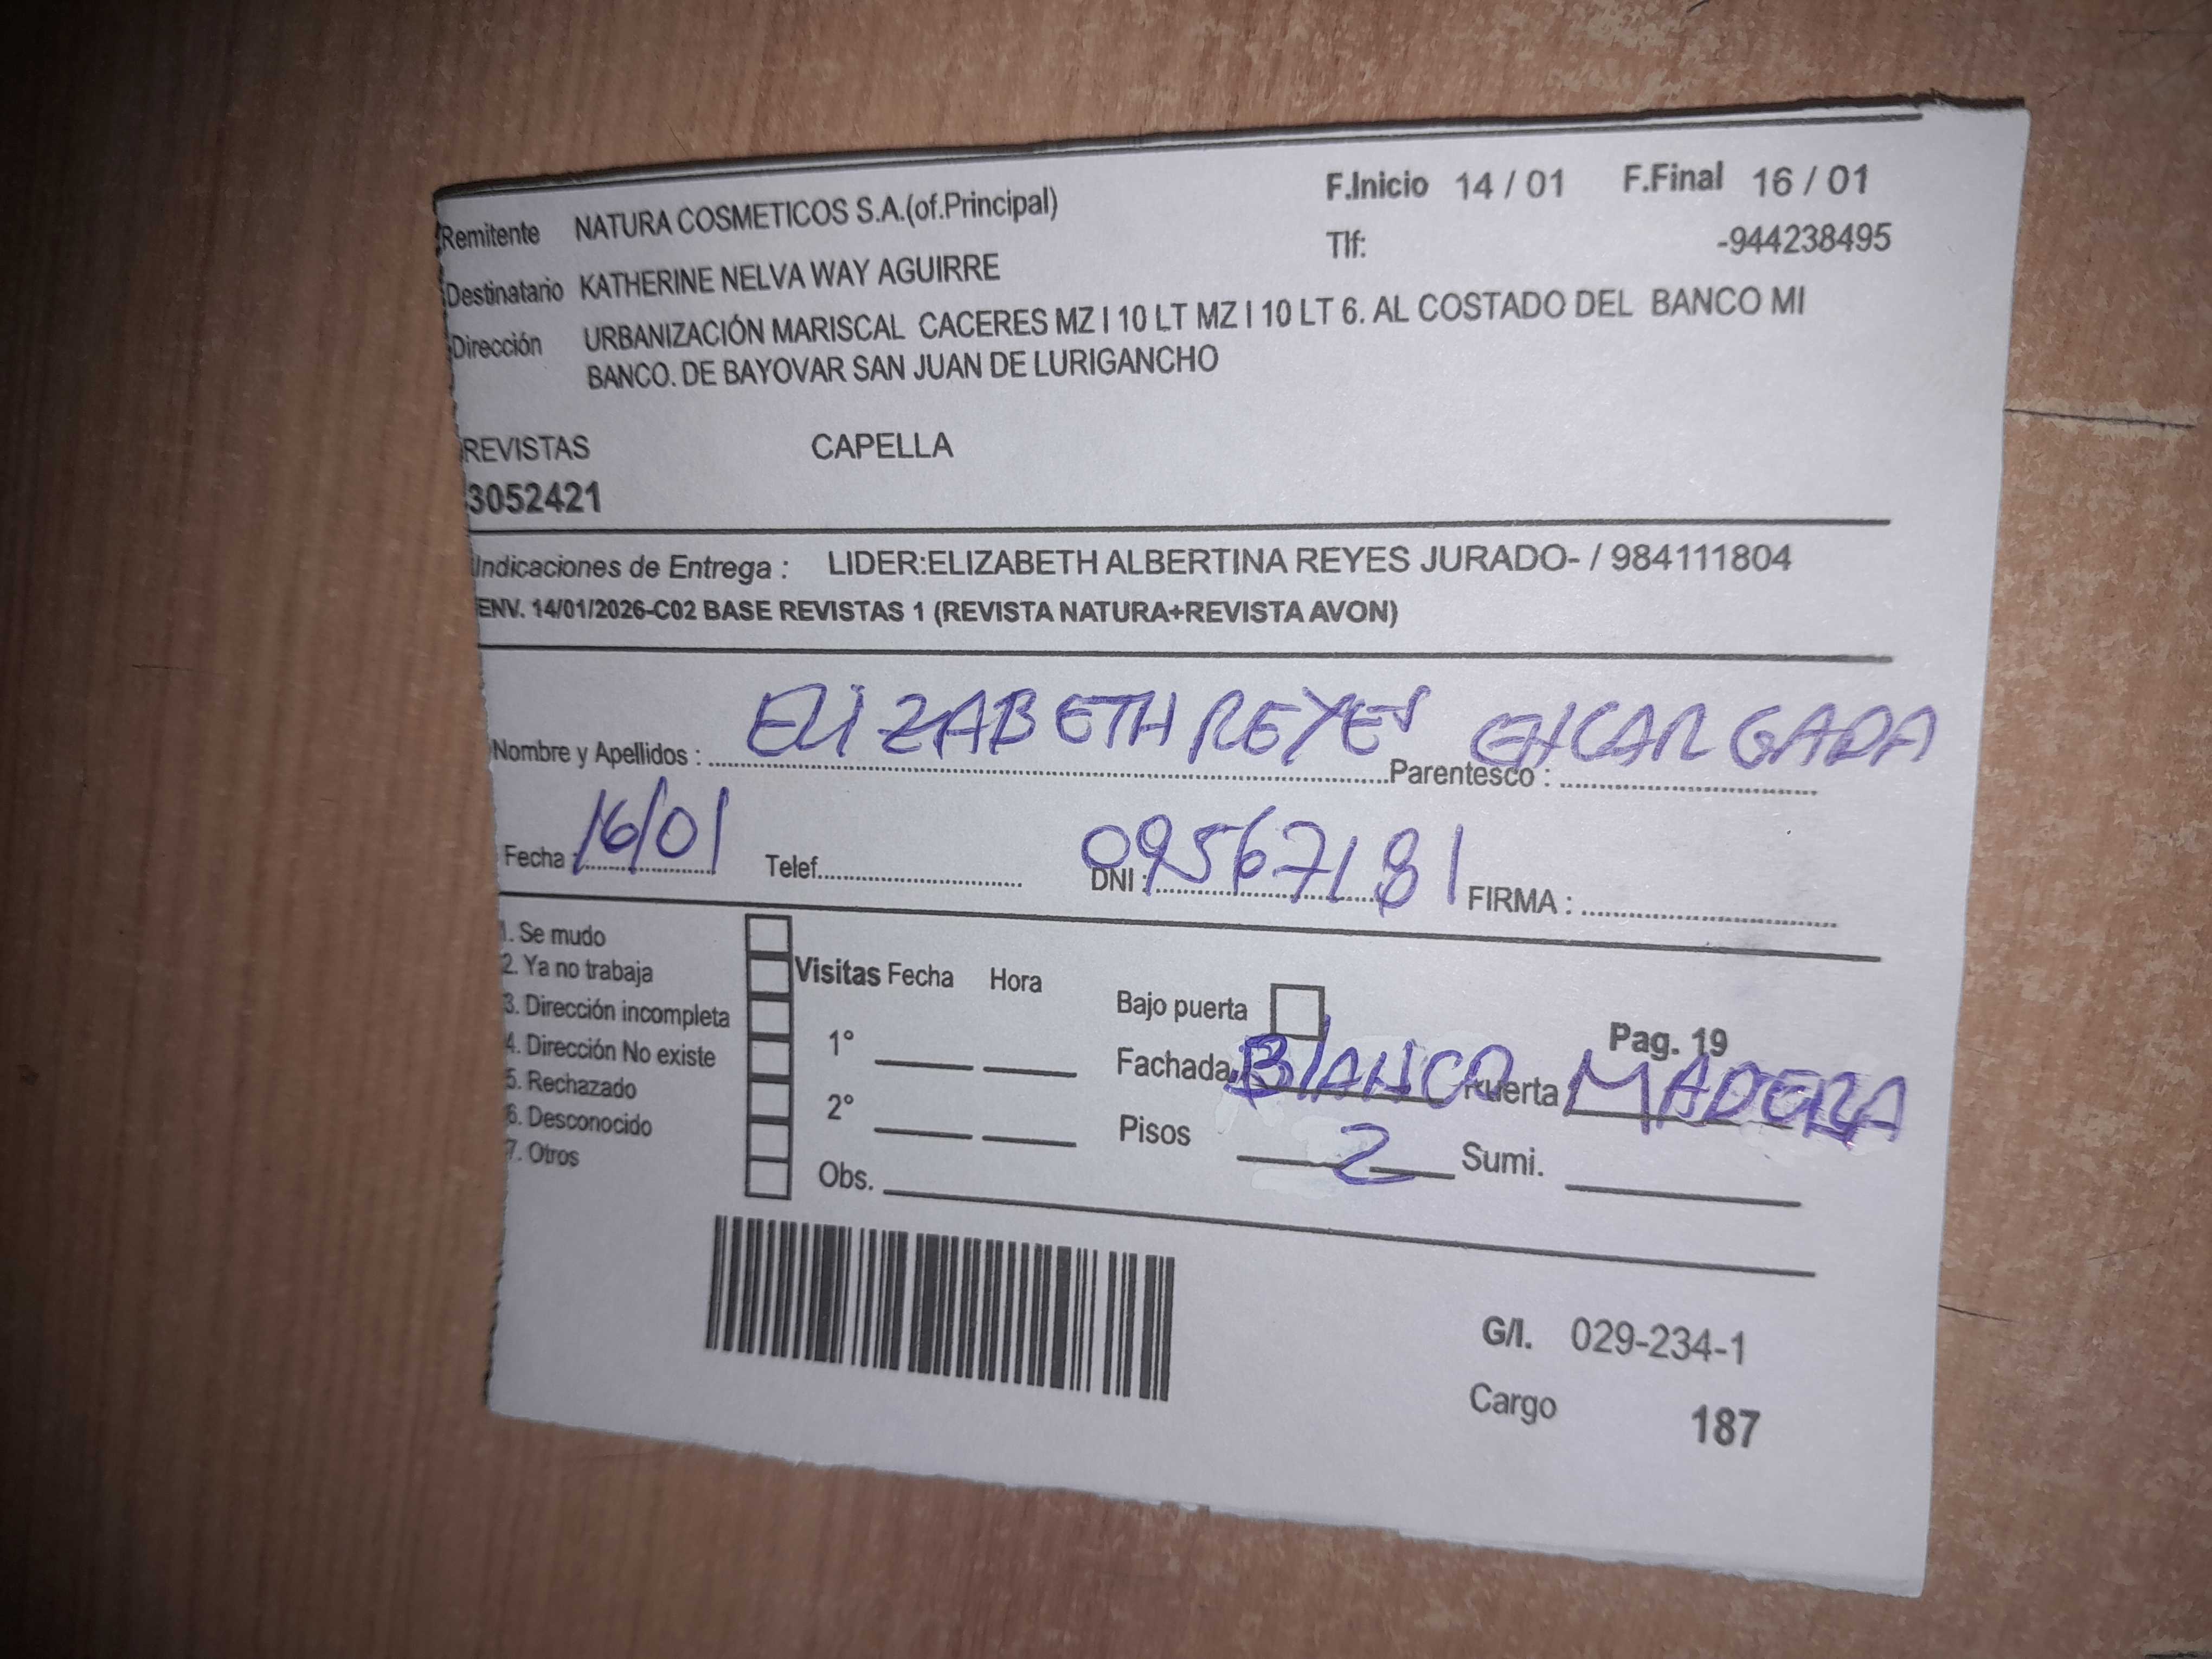 Remitente NATURA COSMETICOS S.A.(of.Principal) F.Inicio 14 / 01 F.Final 16 / 01
Tlf: -944238495
Destinatario KATHERINE NELVA WAY AGUIRRE
Dirección URBANIZACIÓN MARISCAL CACERES MZ I 10 LT MZ I 10 LT 6. AL COSTADO DEL BANCO MI
BANCO. DE BAYOVAR SAN JUAN DE LURIGANCHO
REVISTAS CAPELLA
3052421
Indicaciones de Entrega : LIDER:ELIZABETH ALBERTINA REYES JURADO- / 984111804
ENV. 14/01/2026-C02 BASE REVISTAS 1 (REVISTA NATURA+REVISTA AVON)
Nombre y Apellidos : ELIZABETH REYES Parentesco : ENCARGADA
Fecha : 16/01 Telef. DNI : 09567181 FIRMA :
1. Se mudo
2. Ya no trabaja Visitas Fecha Hora
3. Dirección incompleta Bajo puerta
4. Dirección No existe 1° Fachada BLANCO Pag. 19
5. Rechazado Puerta MADERA
6. Desconocido 2° Pisos 2 Sumi.
7. Otros Obs.
G/I. 029-234-1
Cargo 187